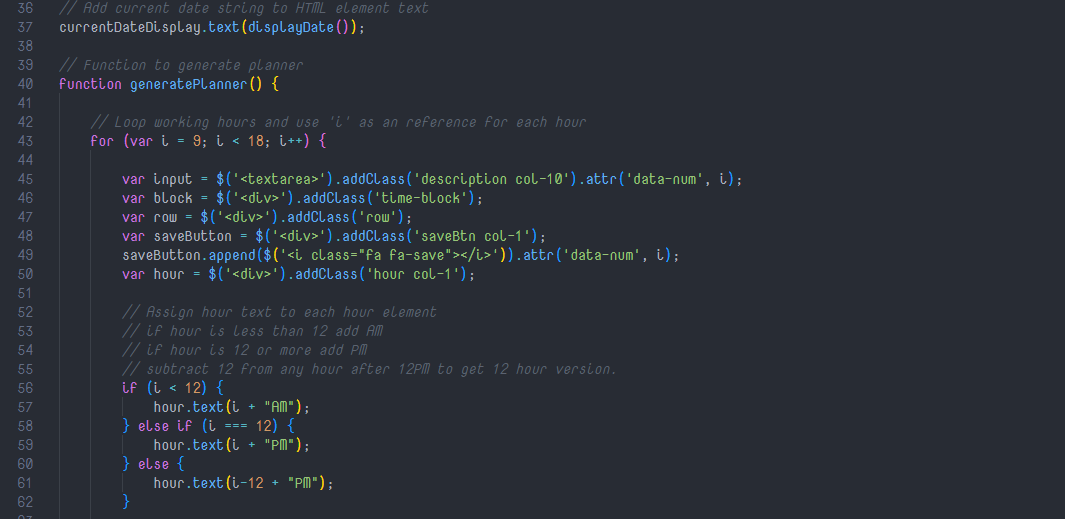 36 // Add current date string to HTML element text
37 currentDateDisplay.text(displayDate());
38
39 // Function to generate planner
40 function generatePlanner() {
41
42 // Loop working hours and use 'i' as an reference for each hour
43 for (var i = 9; i < 18; i++) {
44
45 var input = $('<textarea>').addClass('description col-10').attr('data-num', i);
46 var block = $('<div>').addClass('time-block');
47 var row = $('<div>').addClass('row');
48 var saveButton = $('<div>').addClass('saveBtn col-1');
49 saveButton.append($('<i class="fa fa-save"></i>')).attr('data-num', i);
50 var hour = $('<div>').addClass('hour col-1');
51
52 // Assign hour text to each hour element
53 // if hour is less than 12 add AM
54 // if hour is 12 or more add PM
55 // subtract 12 from any hour after 12PM to get 12 hour version.
56 if (i < 12) {
57 hour.text(i + "AM");
58 } else if (i === 12) {
59 hour.text(i + "PM");
60 } else {
61 hour.text(i-12 + "PM");
62 }